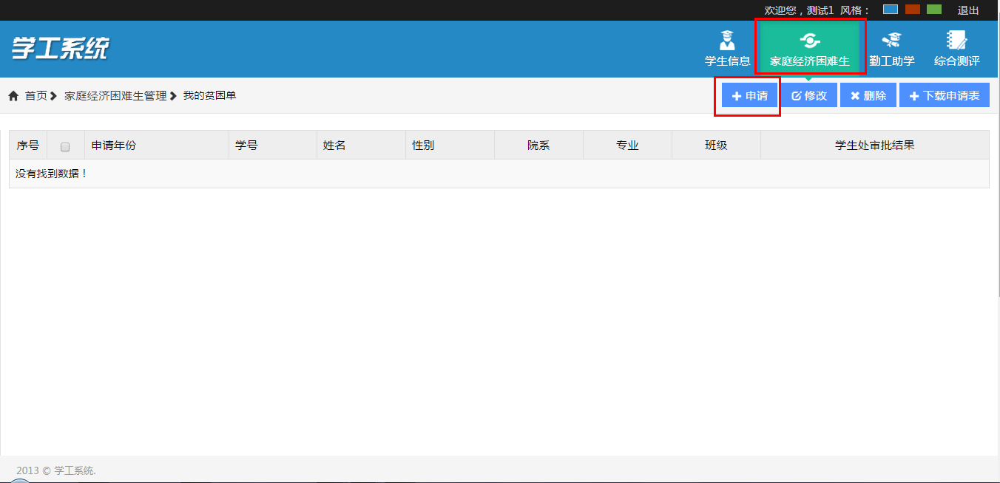 欢迎您，测试1 风格： 退出
学工系统
学生信息 家庭经济困难生 勤工助学 综合测评
首页 家庭经济困难生管理 我的贫困单 申请 修改 删除 下载申请表
序号 申请年份 学号 姓名 性别 院系 专业 班级 学生处审批结果
没有找到数据！
2013 © 学工系统.